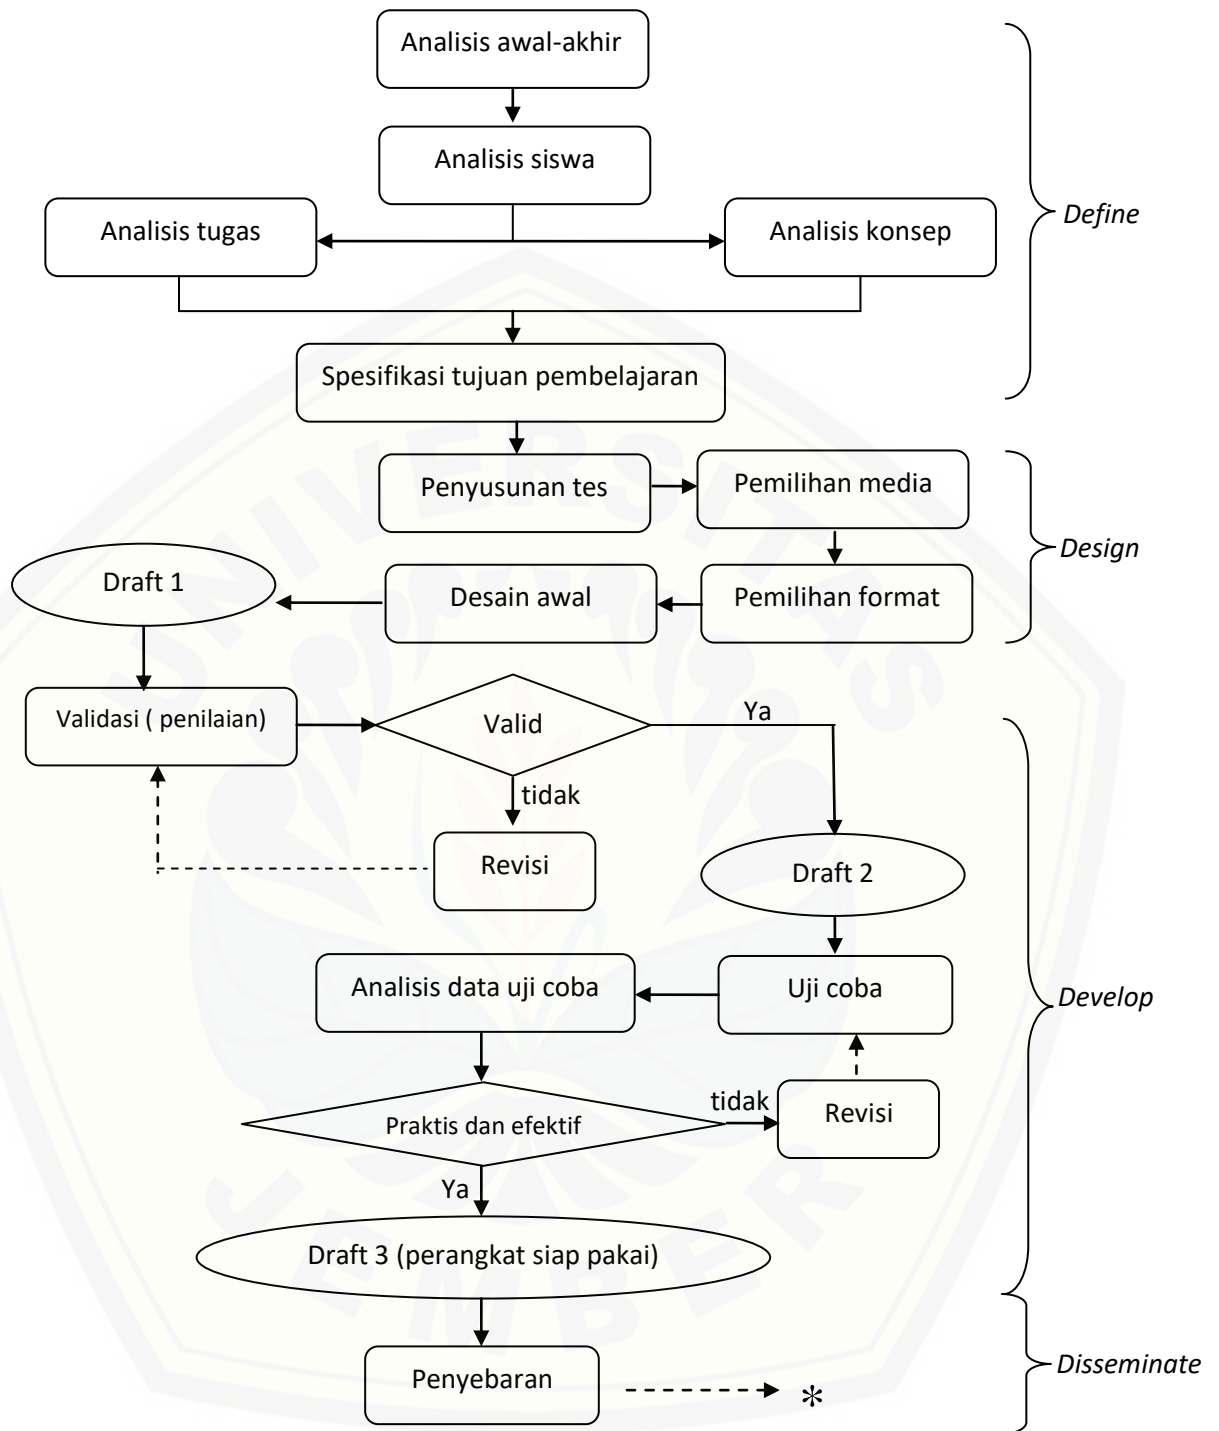 Analisis awal-akhir
Analisis siswa
Analisis tugas
Analisis konsep
Define
Spesifikasi tujuan pembelajaran
Penyusunan tes
Pemilihan media
Design
Draft 1
Desain awal
Pemilihan format
Validasi ( penilaian)
Valid
Ya
tidak
Revisi
Draft 2
Analisis data uji coba
Uji coba
Develop
Praktis dan efektif
tidak
Revisi
Ya
Draft 3 (perangkat siap pakai)
Penyebaran
*
Disseminate
UNIVERSITAS
JEMBER